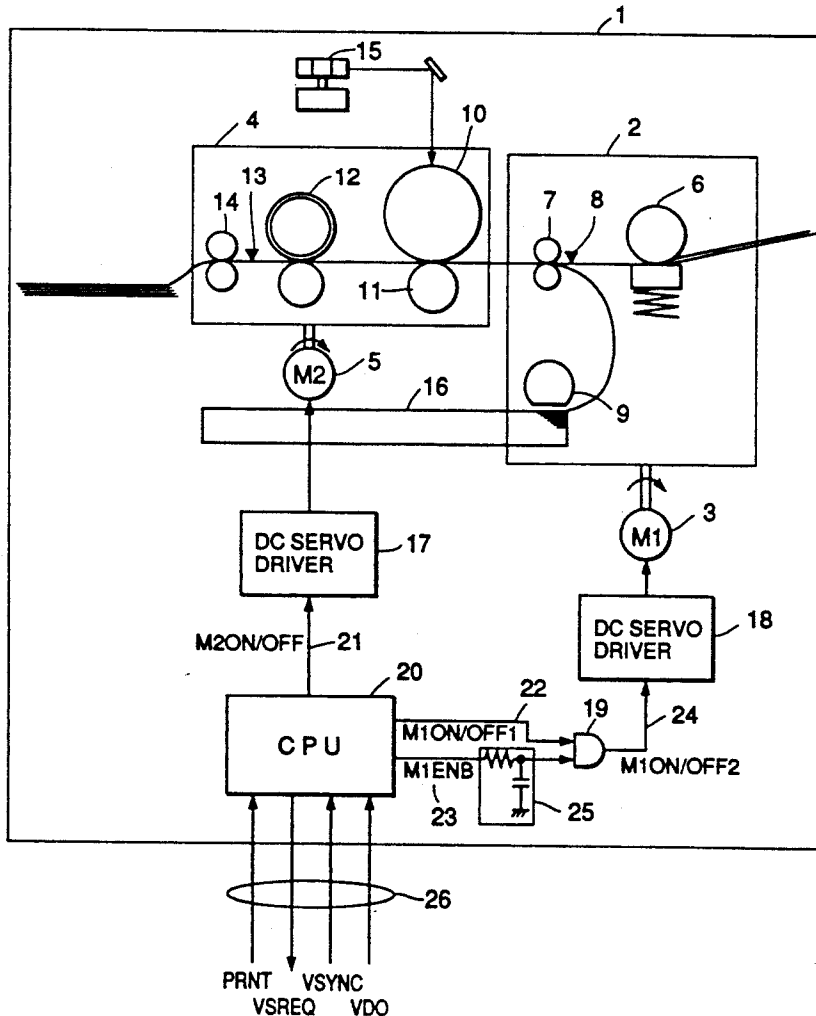 1
15
4
10
2
12
6
13
14
7
8
11
M2
5
16
9
3
M1
DC SERVO
DRIVER
17
DC SERVO
DRIVER
18
M2ON/OFF
21
20
22
19
24
CPU
M1ON/OFF1
M1ENB
M1ON/OFF2
23
25
26
PRNT
VSREQ
VSYNC
VDO